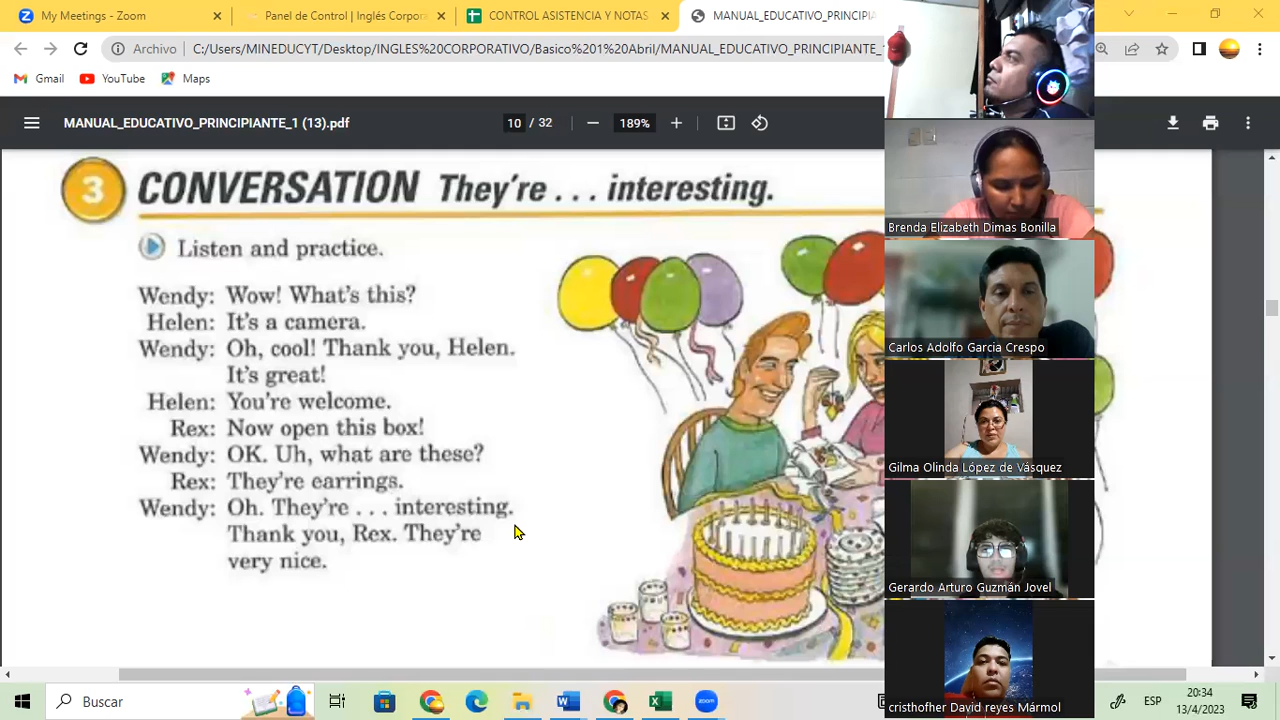 My Meetings - Zoom
Panel de Control | Inglés Corpor
CONTROL ASISTENCIA Y NOTAS
MANUAL_EDUCATIVO_PRINCIPIA
Archivo
C:/Users/MINEDUCYT/Desktop/INGLES%20CORPORATIVO/Basico%201%20Abril/MANUAL_EDUCATIVO_PRINCIPIANTE_
Gmail
YouTube
Maps
MANUAL_EDUCATIVO_PRINCIPIANTE_1 (13).pdf
10 / 32
189%
3 CONVERSATION They're . . . interesting.
Listen and practice.
Wendy: Wow! What's this?
Helen: It's a camera.
Wendy: Oh, cool! Thank you, Helen.
It's great!
Helen: You're welcome.
Rex: Now open this box!
Wendy: OK. Uh, what are these?
Rex: They're earrings.
Wendy: Oh. They're . . . interesting.
Thank you, Rex. They're
very nice.
Brenda Elizabeth Dimas Bonilla
Carlos Adolfo Garcia Crespo
Gilma Olinda López de Vásquez
Gerardo Arturo Guzmán Jovel
cristhofher David reyes Mármol
Buscar
zoom
ESP
20:34
13/4/2023